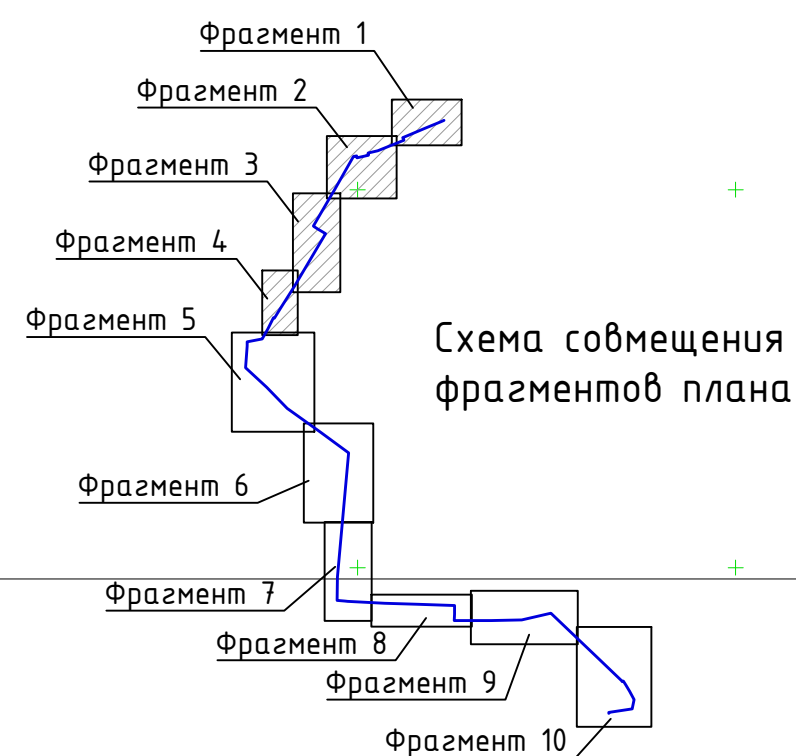 Фрагмент 1
Фрагмент 2
Фрагмент 3
Фрагмент 4
Фрагмент 5
Схема совмещения
фрагментов плана
Фрагмент 6
Фрагмент 7
Фрагмент 8
Фрагмент 9
Фрагмент 10